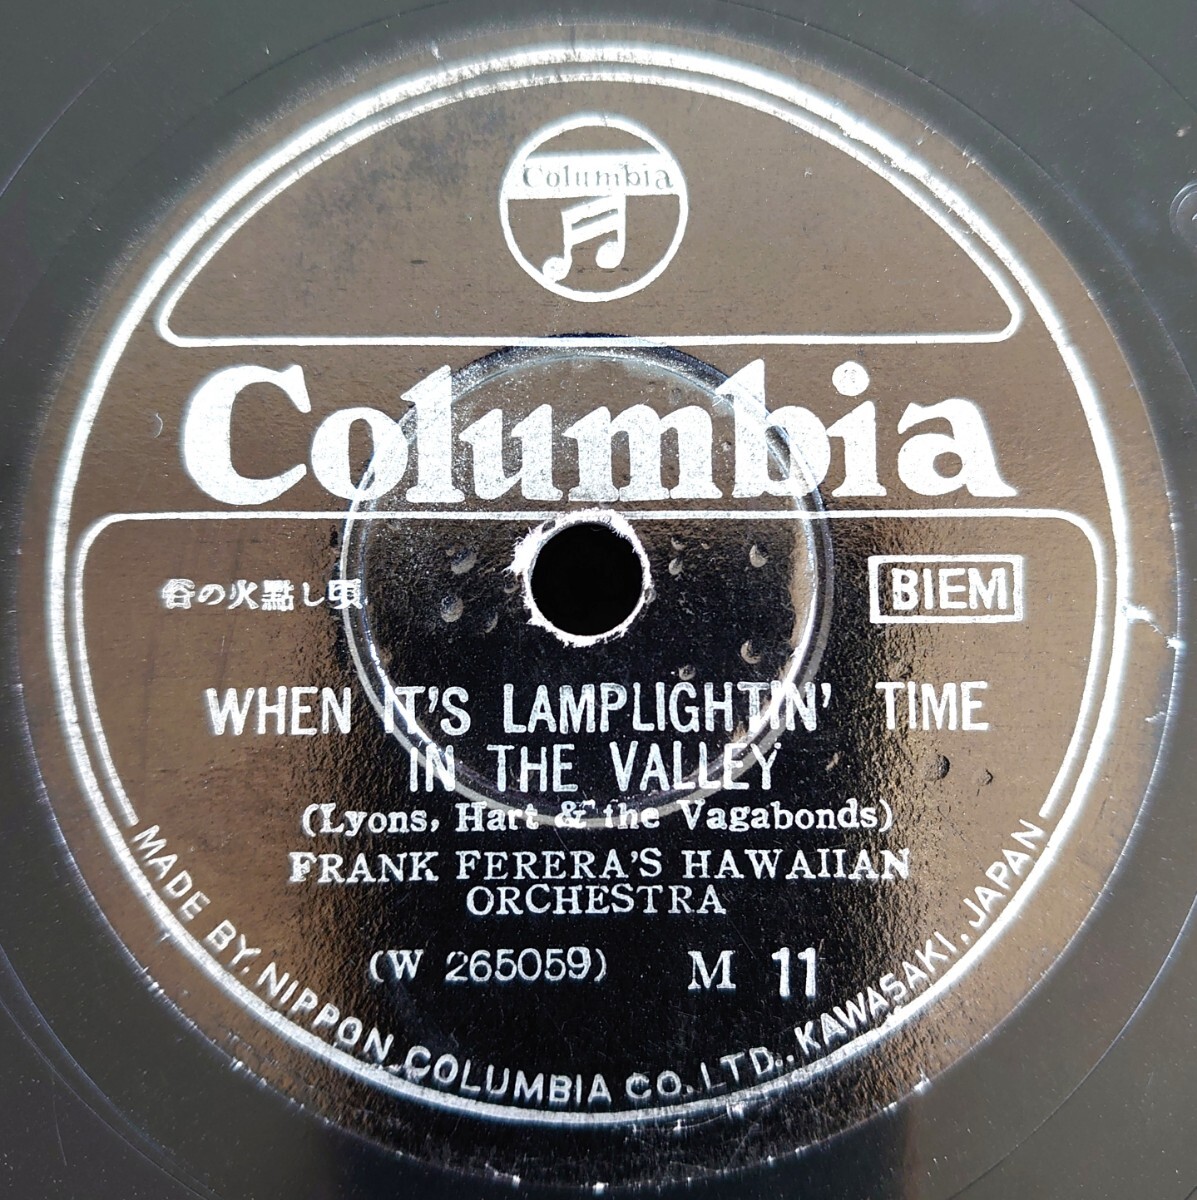 Columbia
Columbia
谷の火點し頃
BIEM
WHEN IT'S LAMPLIGHTIN' TIME
IN THE VALLEY
(Lyons, Hart & the Vagabonds)
FRANK FERERA'S HAWAIIAN
ORCHESTRA
(W 265059) M 11
MADE BY, NIPPON COLUMBIA CO., LTD., KAWASAKI, JAPAN